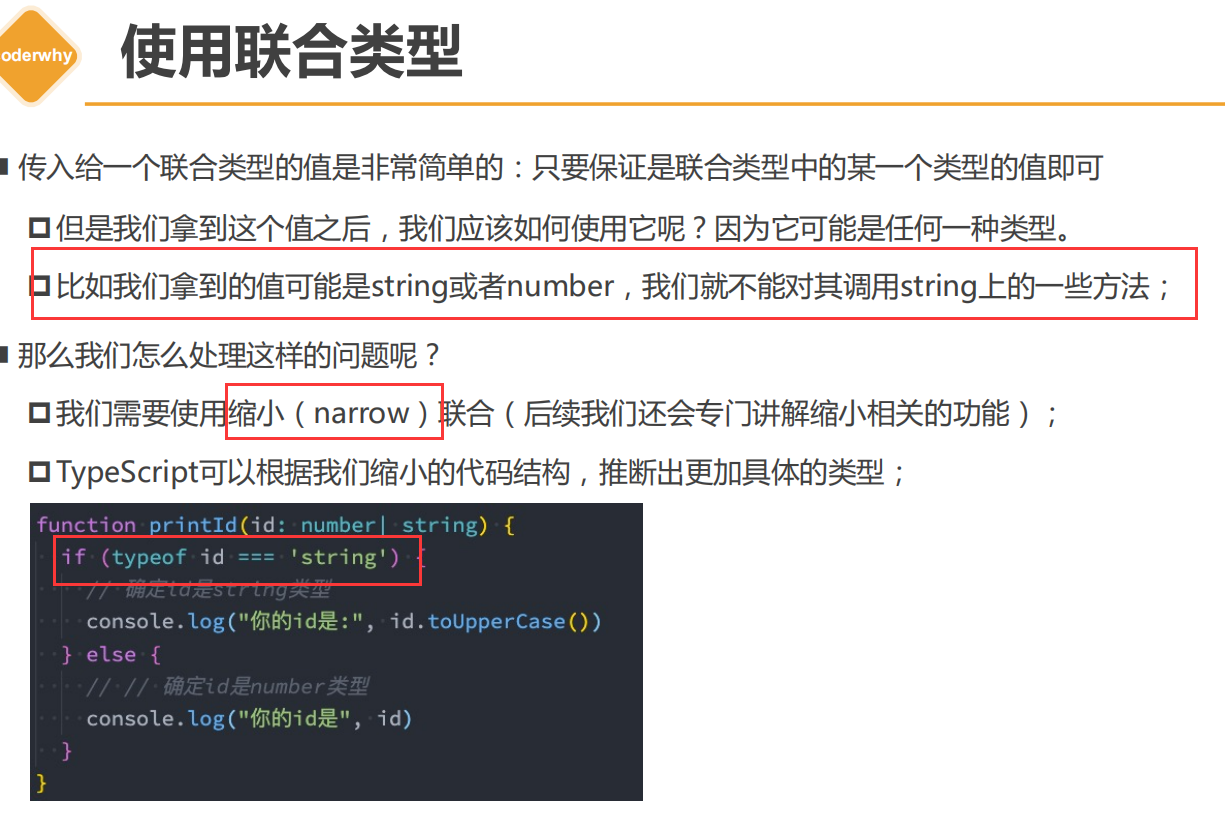 oderwhy
使用联合类型
传入给一个联合类型的值是非常简单的：只要保证是联合类型中的某一个类型的值即可
但是我们拿到这个值之后，我们应该如何使用它呢？因为它可能是任何一种类型。
比如我们拿到的值可能是string或者number，我们就不能对其调用string上的一些方法；
那么我们怎么处理这样的问题呢？
我们需要使用缩小（narrow）联合（后续我们还会专门讲解缩小相关的功能）；
TypeScript可以根据我们缩小的代码结构，推断出更加具体的类型；
function printId(id: number| string) {
  if (typeof id === 'string') {
    // 确定id是string类型
    console.log("你的id是:", id.toUpperCase())
  } else {
    // // 确定id是number类型
    console.log("你的id是", id)
  }
}